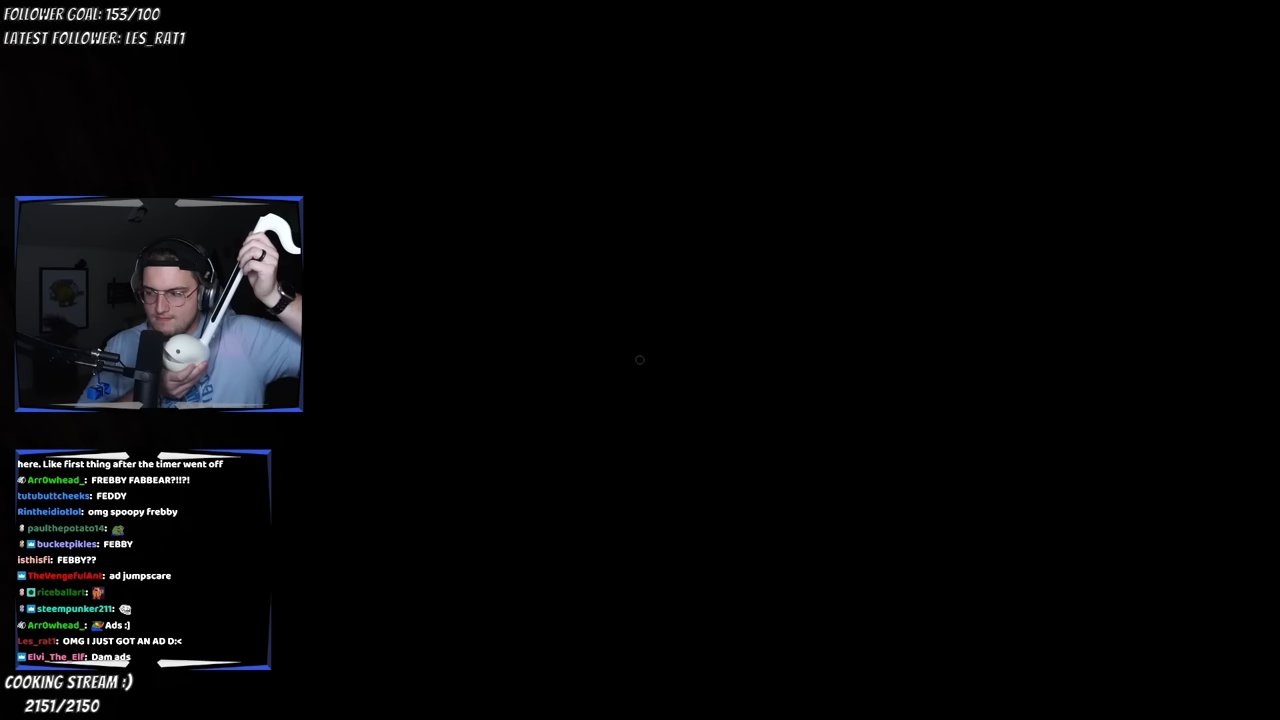 FOLLOWER GOAL: 153/100
LATEST FOLLOWER: LES_RAT1
here. Like first thing after the timer went off
Arr0whead_: FREBBY FABBEAR?!!?!
tutubuttcheeks: FEDDY
Rintheidiotlol: omg spoopy frebby
paulthepotato14:
bucketpikles: FEBBY
isthisfi: FEBBY??
TheVengefulAnt: ad jumpscare
riceballart:
steempunker211:
Arr0whead_: Ads :]
Les_rat1: OMG I JUST GOT AN AD D:<
Elvi_The_Elf: Dam ads
COOKING STREAM :)
2151/2150